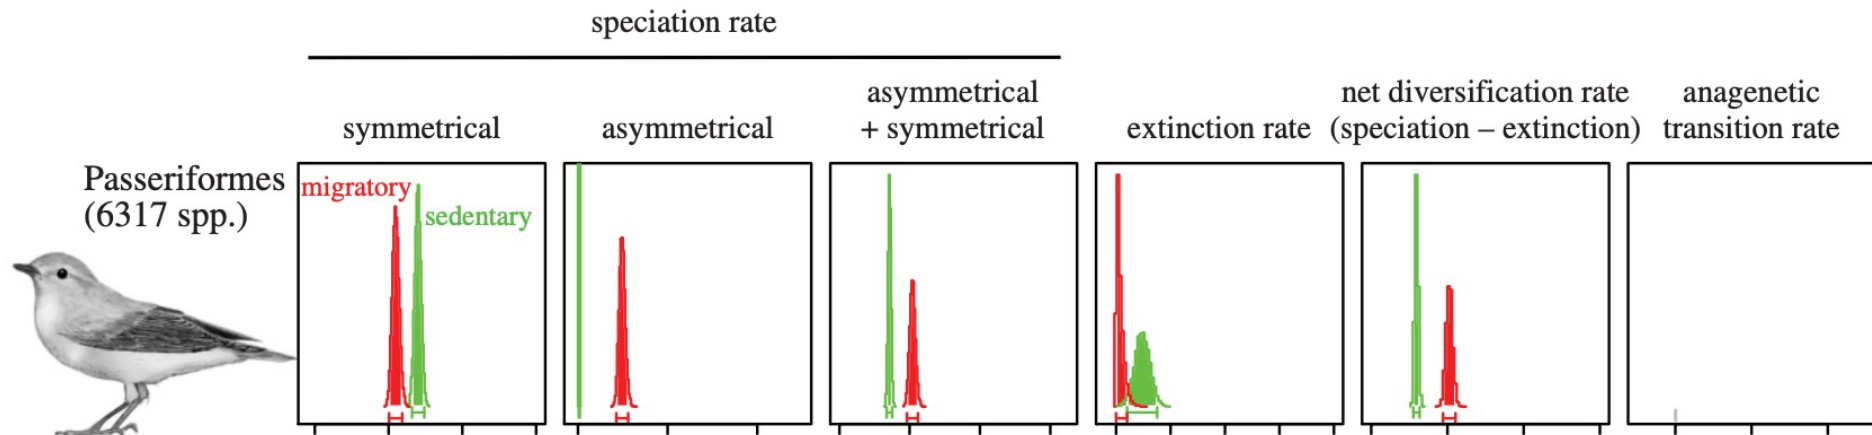 speciation rate
symmetrical
asymmetrical
asymmetrical
+ symmetrical
extinction rate
net diversification rate
(speciation – extinction)
anagenetic
transition rate
Passeriformes
(6317 spp.)
migratory
sedentary